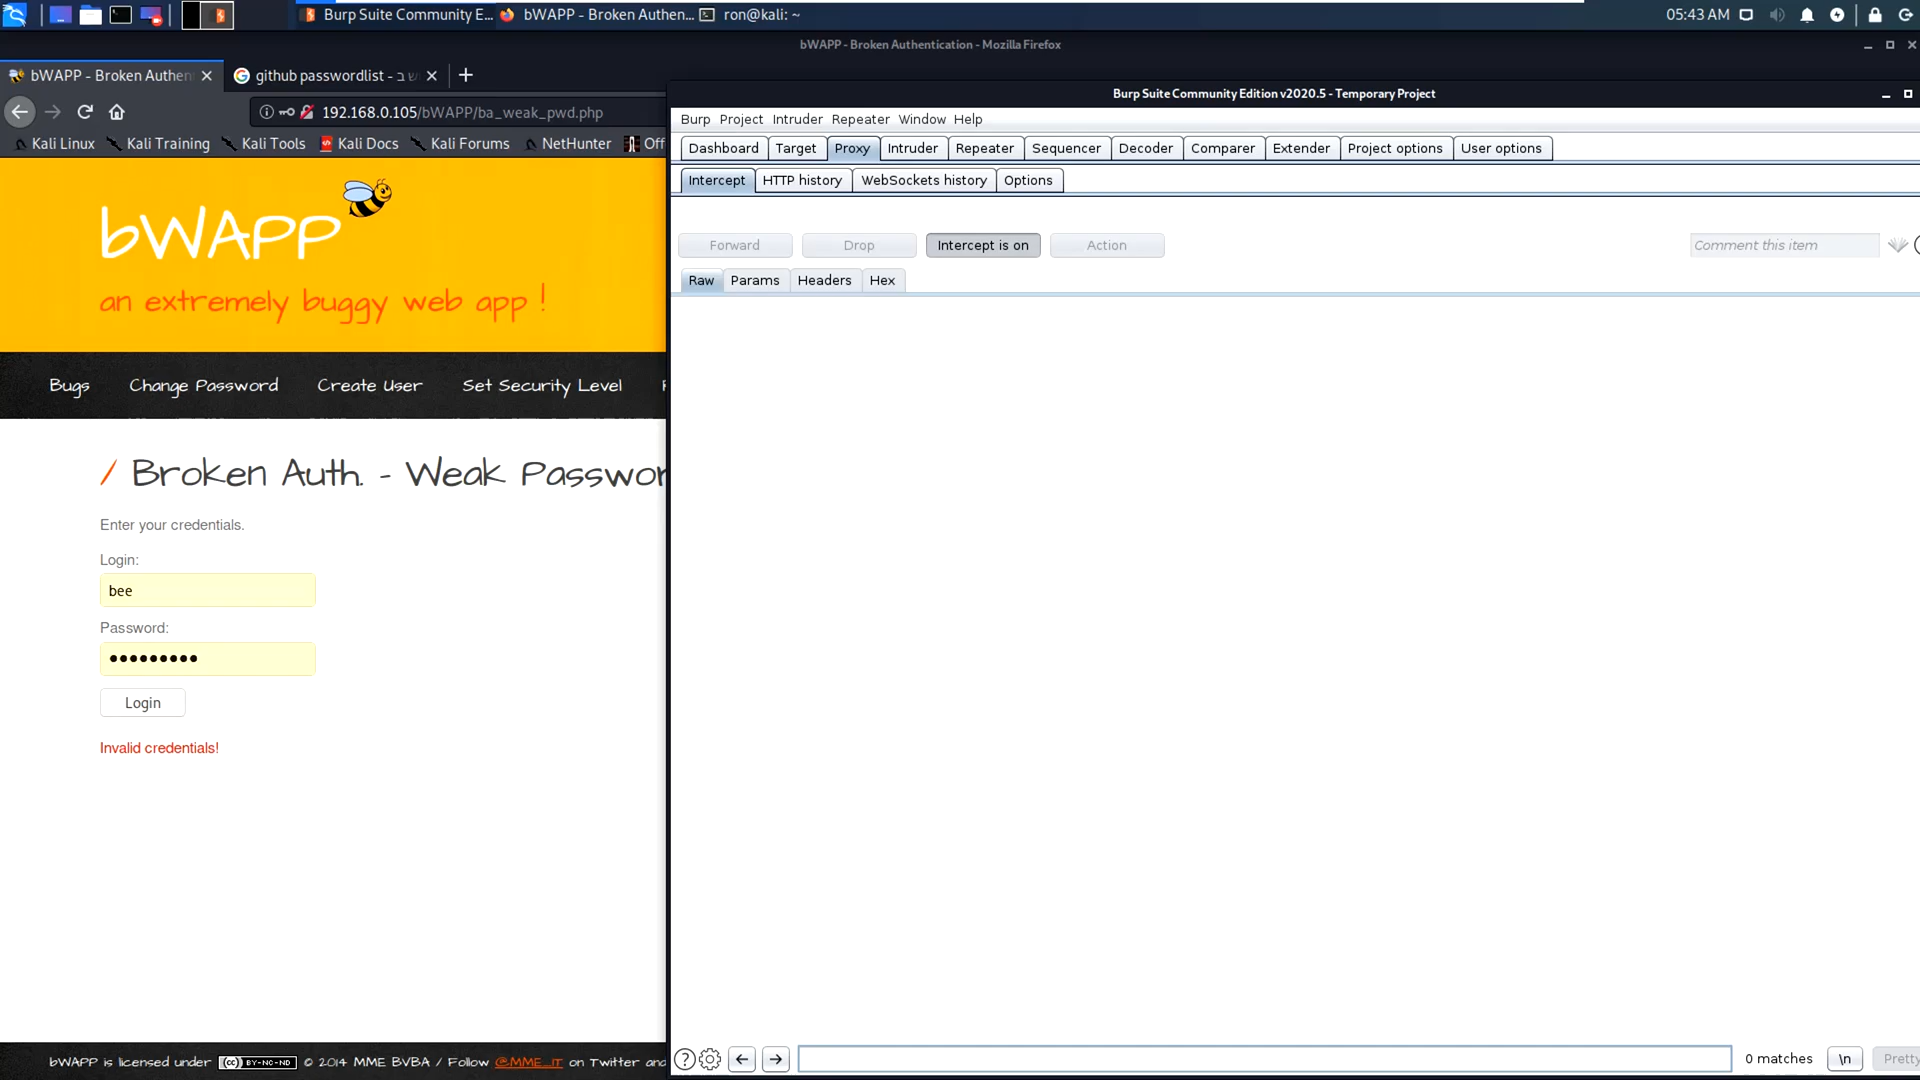 Burp Suite Community E...
bWAPP - Broken Authen...
ron@kali: ~
05:43 AM
bWAPP - Broken Authentication - Mozilla Firefox
bWAPP - Broken Authen
github passwordlist - חיפוש ב
192.168.0.105/bWAPP/ba_weak_pwd.php
Kali Linux Kali Training Kali Tools Kali Docs Kali Forums NetHunter Off
bWAPP
an extremely buggy web app !
Bugs Change Password Create User Set Security Level
/ Broken Auth. - Weak Passwor
Enter your credentials.
Login:
bee
Password:
●●●●●●●●●
Login
Invalid credentials!
bWAPP is licensed under (cc) BY-NC-ND © 2014 MME BVBA / Follow @MME_IT on Twitter and
Burp Suite Community Edition v2020.5 - Temporary Project
Burp Project Intruder Repeater Window Help
Dashboard Target Proxy Intruder Repeater Sequencer Decoder Comparer Extender Project options User options
Intercept HTTP history WebSockets history Options
Forward Drop Intercept is on Action Comment this item
Raw Params Headers Hex
? 0 matches \n Pretty